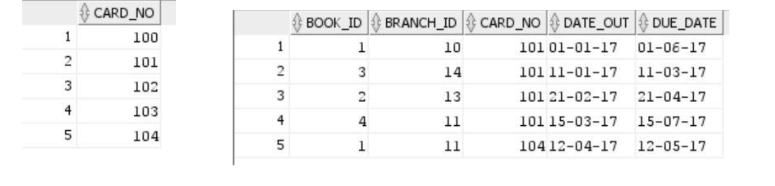 CARD_NO
1 100
2 101
3 102
4 103
5 104
BOOK_ID BRANCH_ID CARD_NO DATE_OUT DUE_DATE
1 1 10 101 01-01-17 01-06-17
2 3 14 101 11-01-17 11-03-17
3 2 13 101 21-02-17 21-04-17
4 4 11 101 15-03-17 15-07-17
5 1 11 104 12-04-17 12-05-17